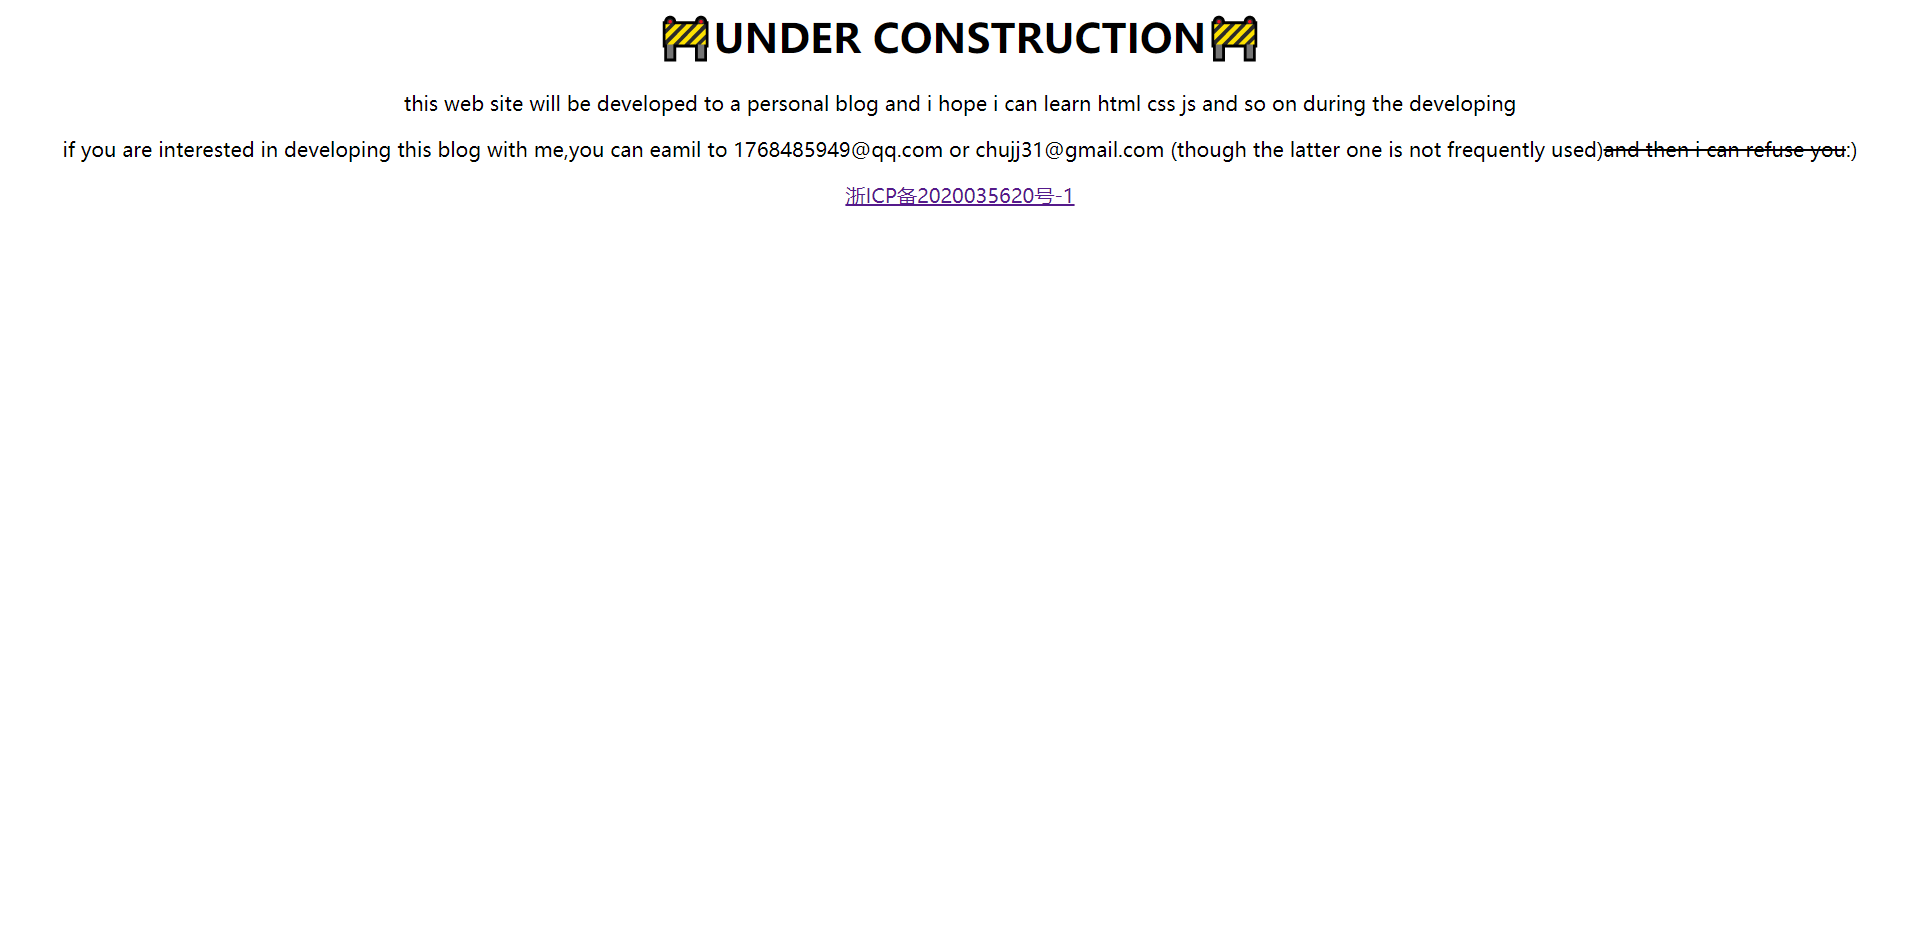 🚧UNDER CONSTRUCTION🚧
this web site will be developed to a personal blog and i hope i can learn html css js and so on during the developing
if you are interested in developing this blog with me,you can eamil to 1768485949@qq.com or chujj31@gmail.com (though the latter one is not frequently used)and then i can refuse you:)
浙ICP备2020035620号-1